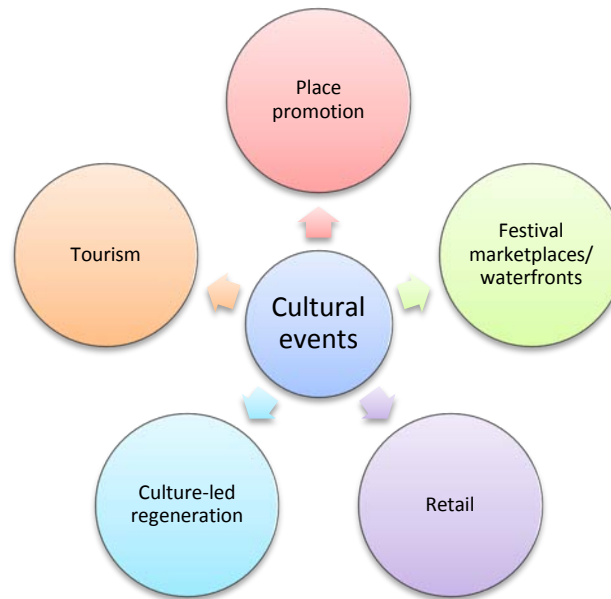 Place
promotion
Tourism
Festival
marketplaces/
waterfronts
Cultural
events
Culture-led
regeneration
Retail